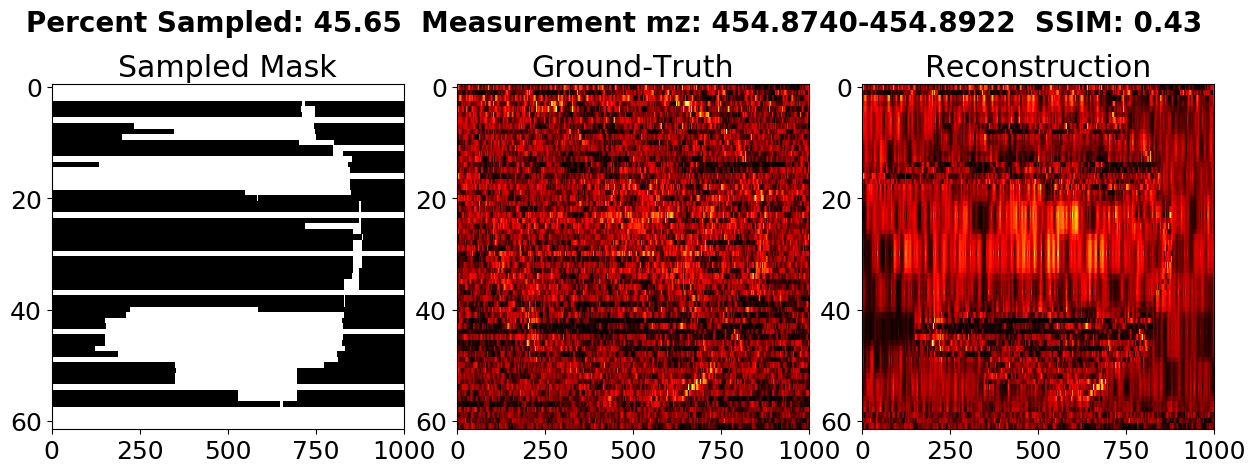 Percent Sampled: 45.65  Measurement mz: 454.8740-454.8922  SSIM: 0.43
Sampled Mask Ground-Truth Reconstruction
0 0 0
20 20 20
40 40 40
60 60 60
0 250 500 750 1000 0 250 500 750 1000 0 250 500 750 1000